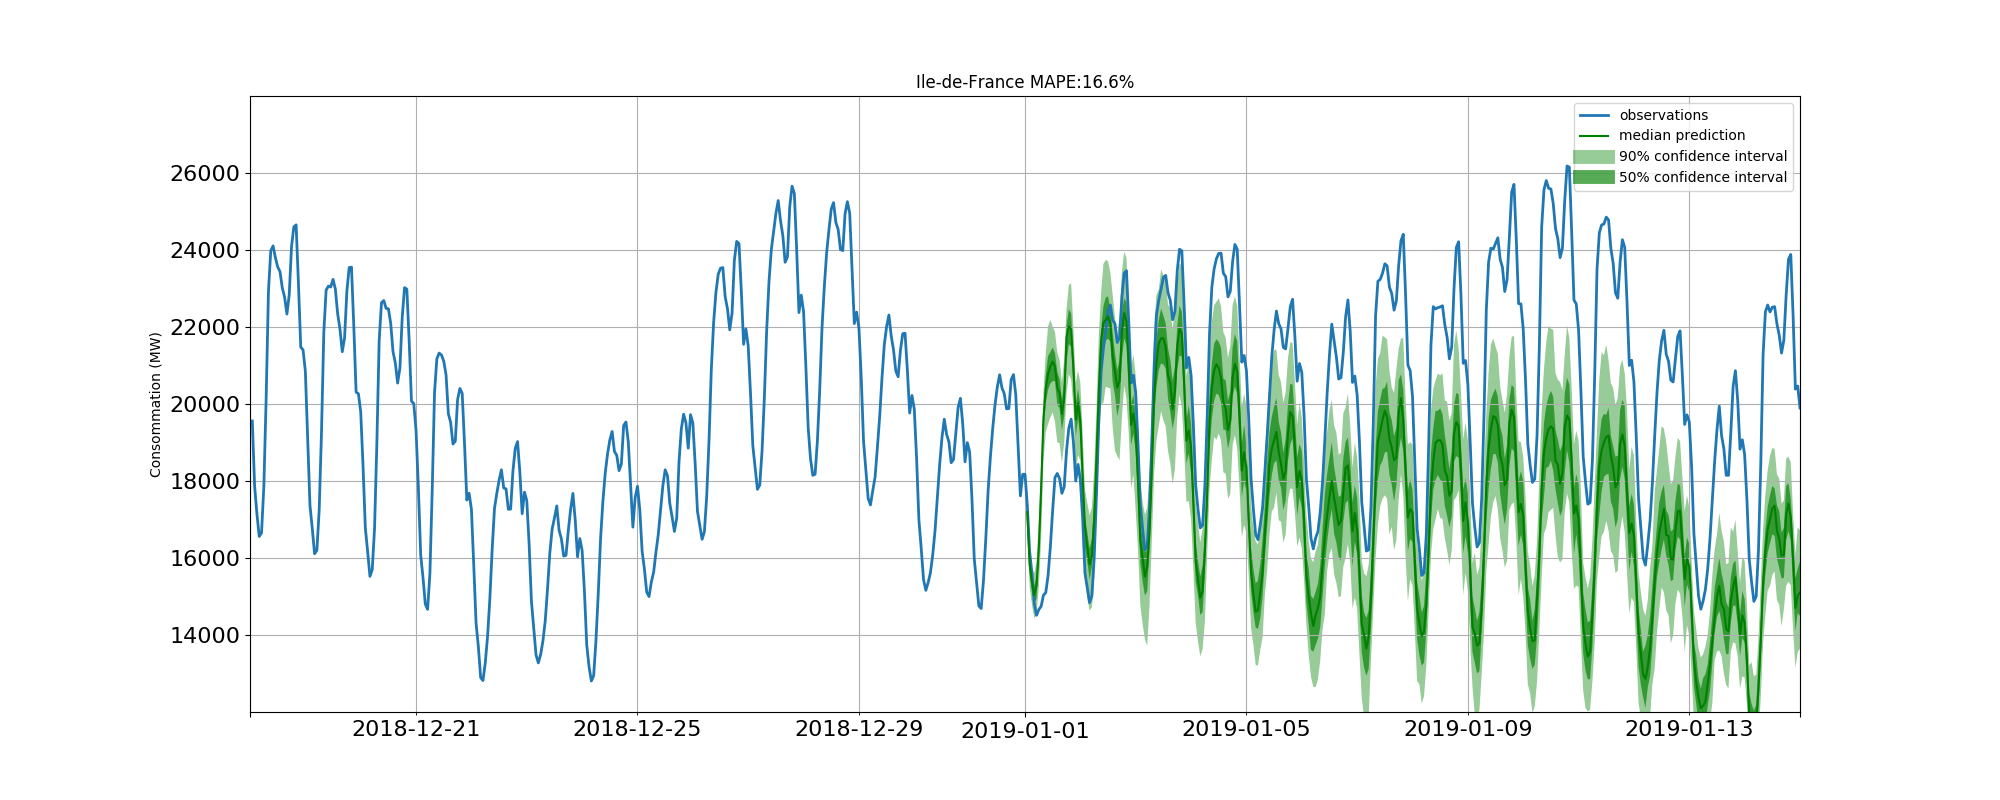 Ile-de-France MAPE:16.6%
observations
median prediction
90% confidence interval
50% confidence interval
Consommation (MW)
26000
24000
22000
20000
18000
16000
14000
2018-12-21
2018-12-25
2018-12-29
2019-01-01
2019-01-05
2019-01-09
2019-01-13